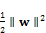 ½ ‖ w ‖²